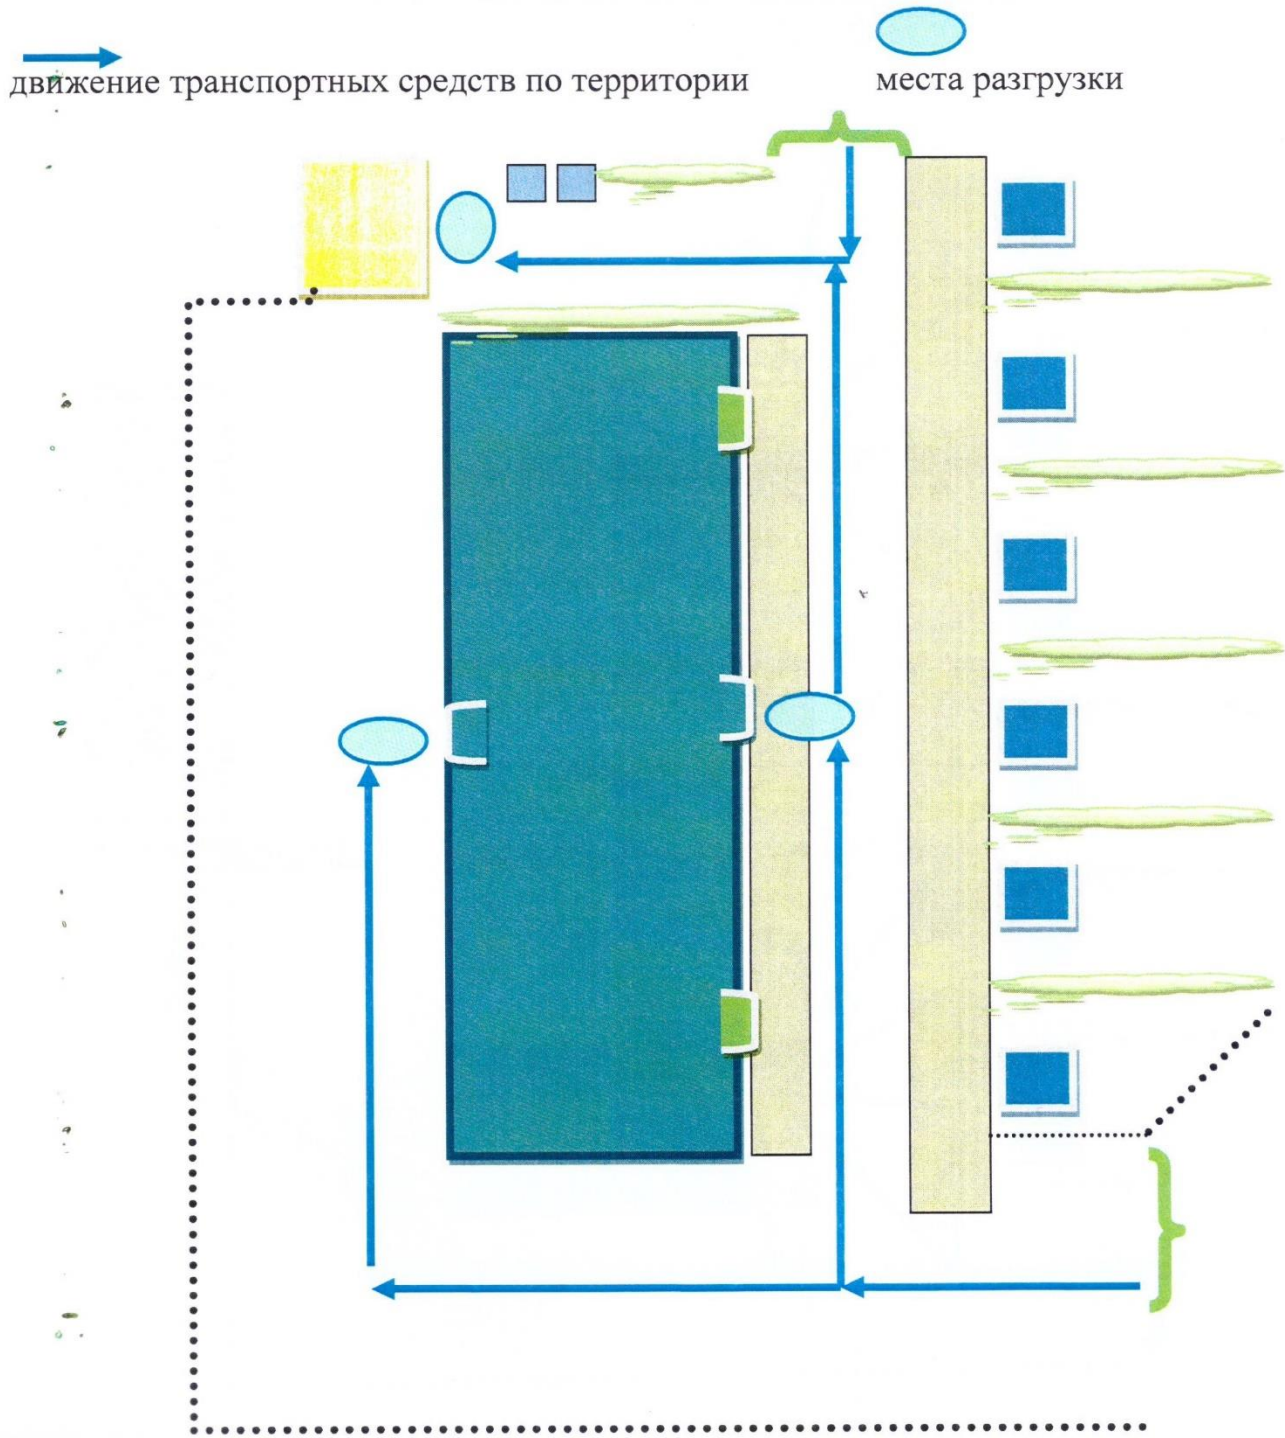 движение транспортных средств по территории
места разгрузки